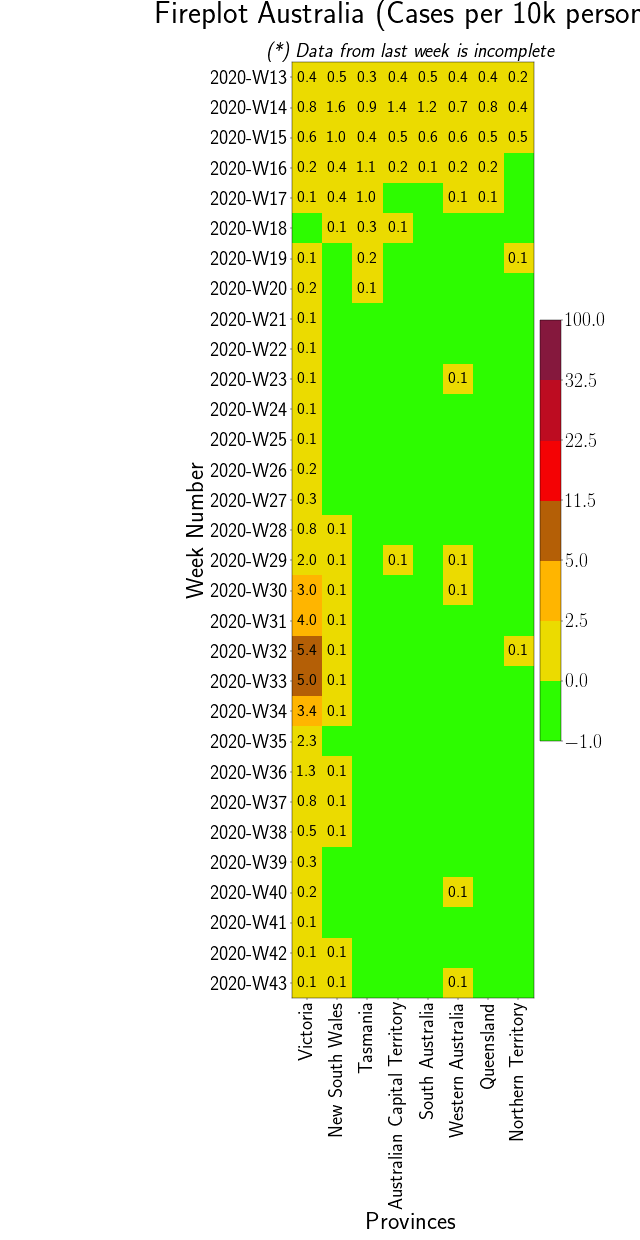 Fireplot Australia (Cases per 10k person
(*) Data from last week is incomplete
2020-W13 0.4 0.5 0.3 0.4 0.5 0.4 0.4 0.2
2020-W14 0.8 1.6 0.9 1.4 1.2 0.7 0.8 0.4
2020-W15 0.6 1.0 0.4 0.5 0.6 0.6 0.5 0.5
2020-W16 0.2 0.4 1.1 0.2 0.1 0.2 0.2
2020-W17 0.1 0.4 1.0 0.1 0.1
2020-W18 0.1 0.3 0.1
2020-W19 0.1 0.2 0.1
2020-W20 0.2 0.1
2020-W21 0.1
2020-W22 0.1
2020-W23 0.1 0.1
2020-W24 0.1
2020-W25 0.1
2020-W26 0.2
2020-W27 0.3
2020-W28 0.8 0.1
2020-W29 2.0 0.1 0.1 0.1
2020-W30 3.0 0.1 0.1
2020-W31 4.0 0.1
2020-W32 5.4 0.1 0.1
2020-W33 5.0 0.1
2020-W34 3.4 0.1
2020-W35 2.3
2020-W36 1.3 0.1
2020-W37 0.8 0.1
2020-W38 0.5 0.1
2020-W39 0.3
2020-W40 0.2 0.1
2020-W41 0.1
2020-W42 0.1 0.1
2020-W43 0.1 0.1 0.1
Week Number
100.0
32.5
22.5
11.5
5.0
2.5
0.0
−1.0
Victoria
New South Wales
Tasmania
Australian Capital Territory
South Australia
Western Australia
Queensland
Northern Territory
Provinces